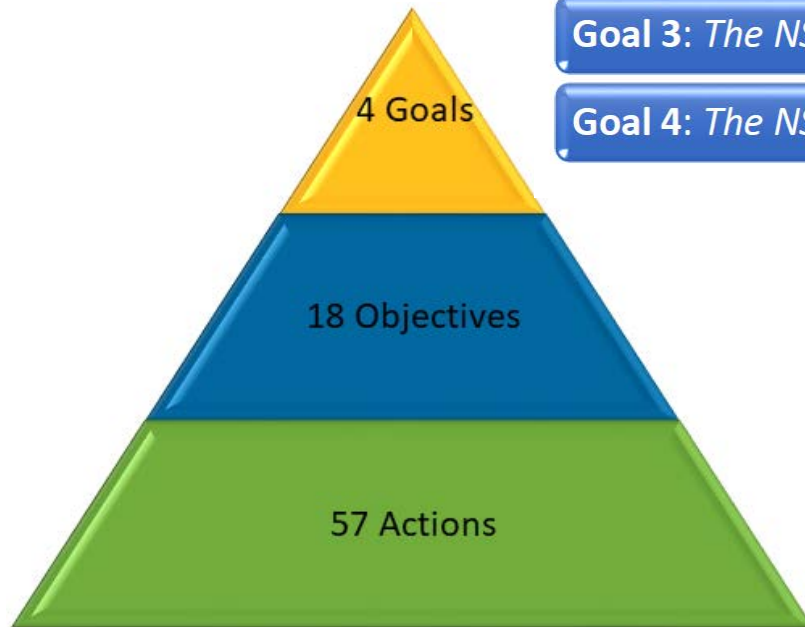 Goal 3: The NS
Goal 4: The NS
4 Goals
18 Objectives
57 Actions